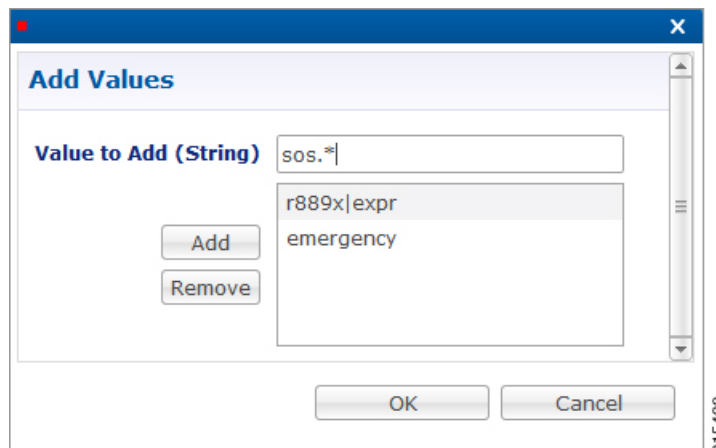 x
Add Values
Value to Add (String) sos.*
r889x|expr
Add emergency
Remove
OK Cancel